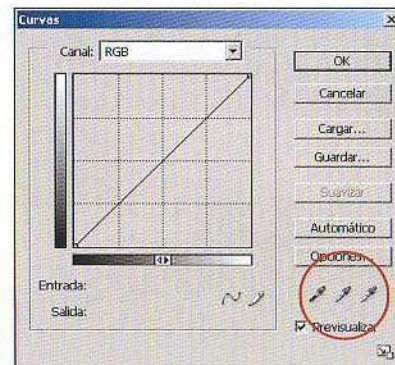 Curvas
Canal: RGB
OK
Cancelar
Cargar...
Guardar...
Suavizar
Automático
Opciones...
Entrada:
Salida:
Previsualizar